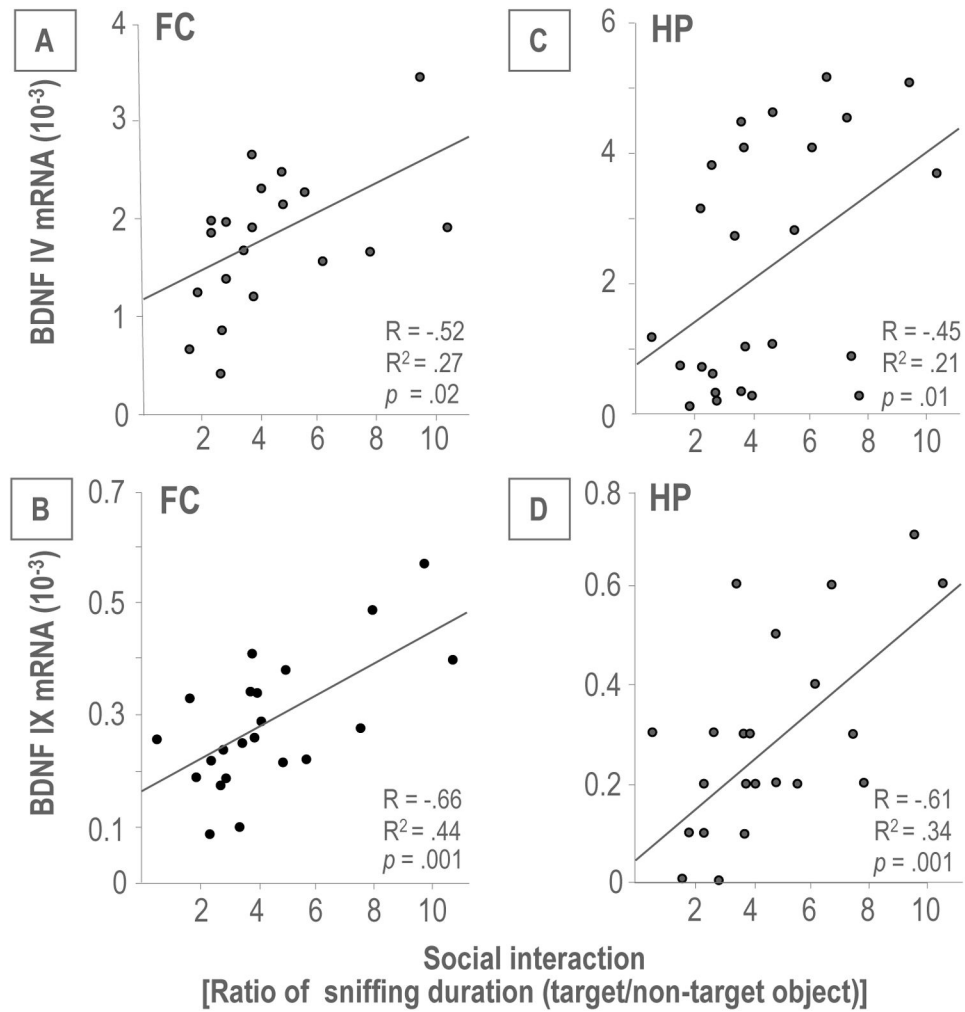 A
FC
BDNF IV mRNA (10-3)
4
3
2
1
0
2 4 6 8 10
R = -.52
R2 = .27
p = .02
C
HP
6
4
2
0
2 4 6 8 10
R = -.45
R2 = .21
p = .01
B
FC
BDNF IX mRNA (10-3)
0.7
0.5
0.3
0.1
0
2 4 6 8 10
R = -.66
R2 = .44
p = .001
D
HP
0.8
0.6
0.4
0.2
0
2 4 6 8 10
R = -.61
R2 = .34
p = .001
Social interaction
[Ratio of sniffing duration (target/non-target object)]